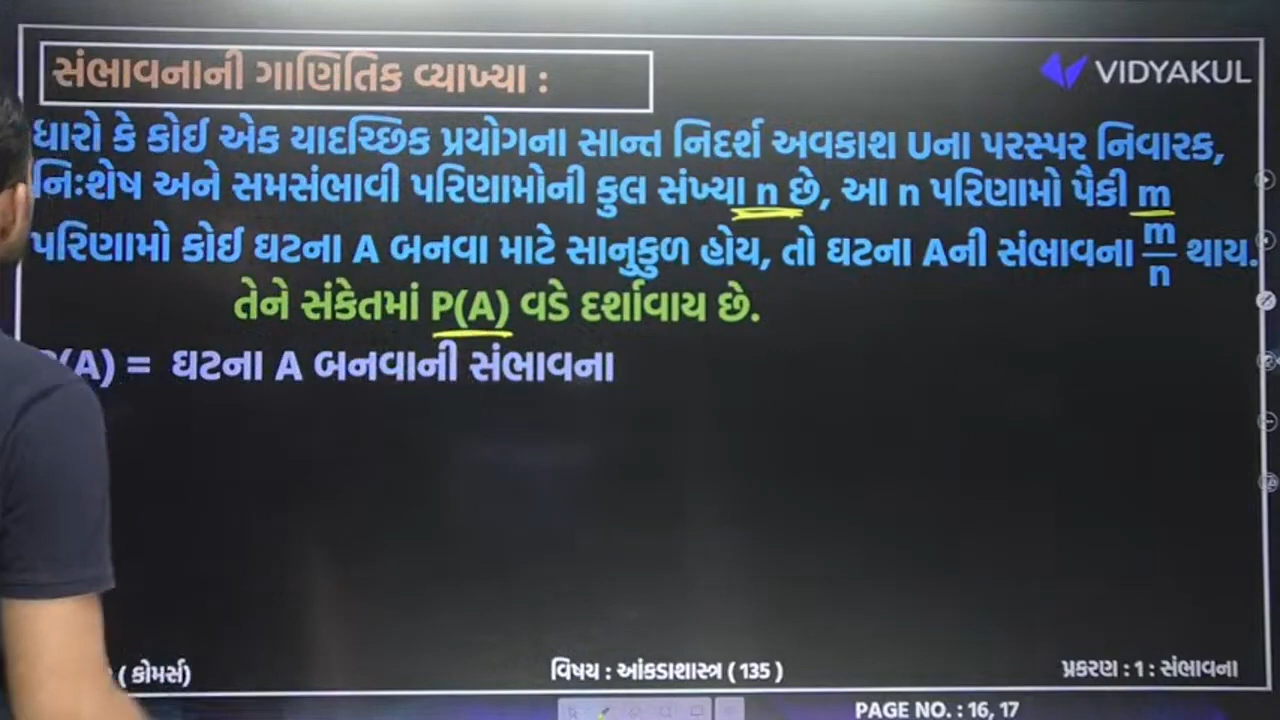 સંભાવનાની ગાણિતિક વ્યાખ્યા :
VIDYAKUL
ધારો કે કોઈ એક યાદચ્છિક પ્રયોગના સાન્ત નિદર્શ અવકાશ Uના પરસ્પર નિવારક,
નિઃશેષ અને સમસંભાવી પરિણામોની કુલ સંખ્યા n છે, આ n પરિણામો પૈકી m
પરિણામો કોઈ ઘટના A બનવા માટે સાનુકુળ હોય, તો ઘટના Aની સંભાવના m/n થાય.
તેને સંકેતમાં P(A) વડે દર્શાવાય છે.
(A) = ઘટના A બનવાની સંભાવના
( કોમર્સ)
વિષય : આંકડાશાસ્ત્ર ( 135 )
પ્રકરણ : 1 : સંભાવના
PAGE NO. : 16, 17